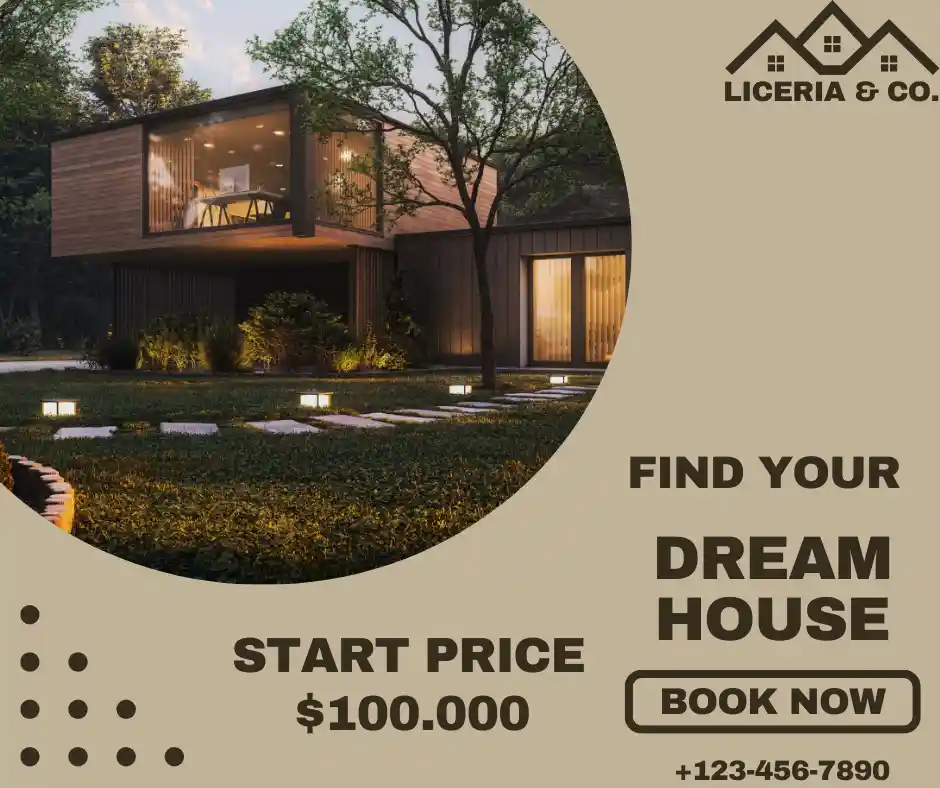 LICERIA & CO.
FIND YOUR
DREAM
HOUSE
START PRICE
$100.000
BOOK NOW
+123-456-7890